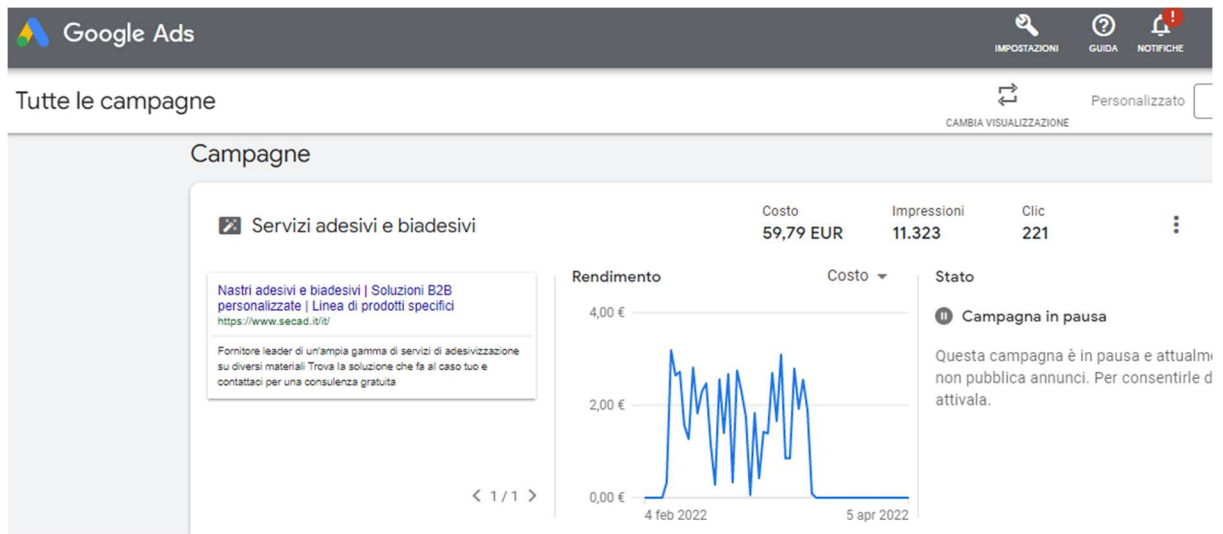 Google Ads
IMPOSTAZIONI
GUIDA
NOTIFICHE
Tutte le campagne
CAMBIA VISUALIZZAZIONE
Personalizzato
Campagne
Servizi adesivi e biadesivi
Costo
59,79 EUR
Impressioni
11.323
Clic
221
Nastri adesivi e biadesivi | Soluzioni B2B
personalizzate | Linea di prodotti specifici
https://www.secad.it/it/
Fornitore leader di un'ampia gamma di servizi di adesivizzazione
su diversi materiali Trova la soluzione che fa al caso tuo e
contattaci per una consulenza gratuita
1/1
Rendimento
Costo
4,00 €
2,00 €
0,00 €
4 feb 2022
5 apr 2022
Stato
Campagna in pausa
Questa campagna è in pausa e
non pubblica annunci. Per consentirle
attivala.